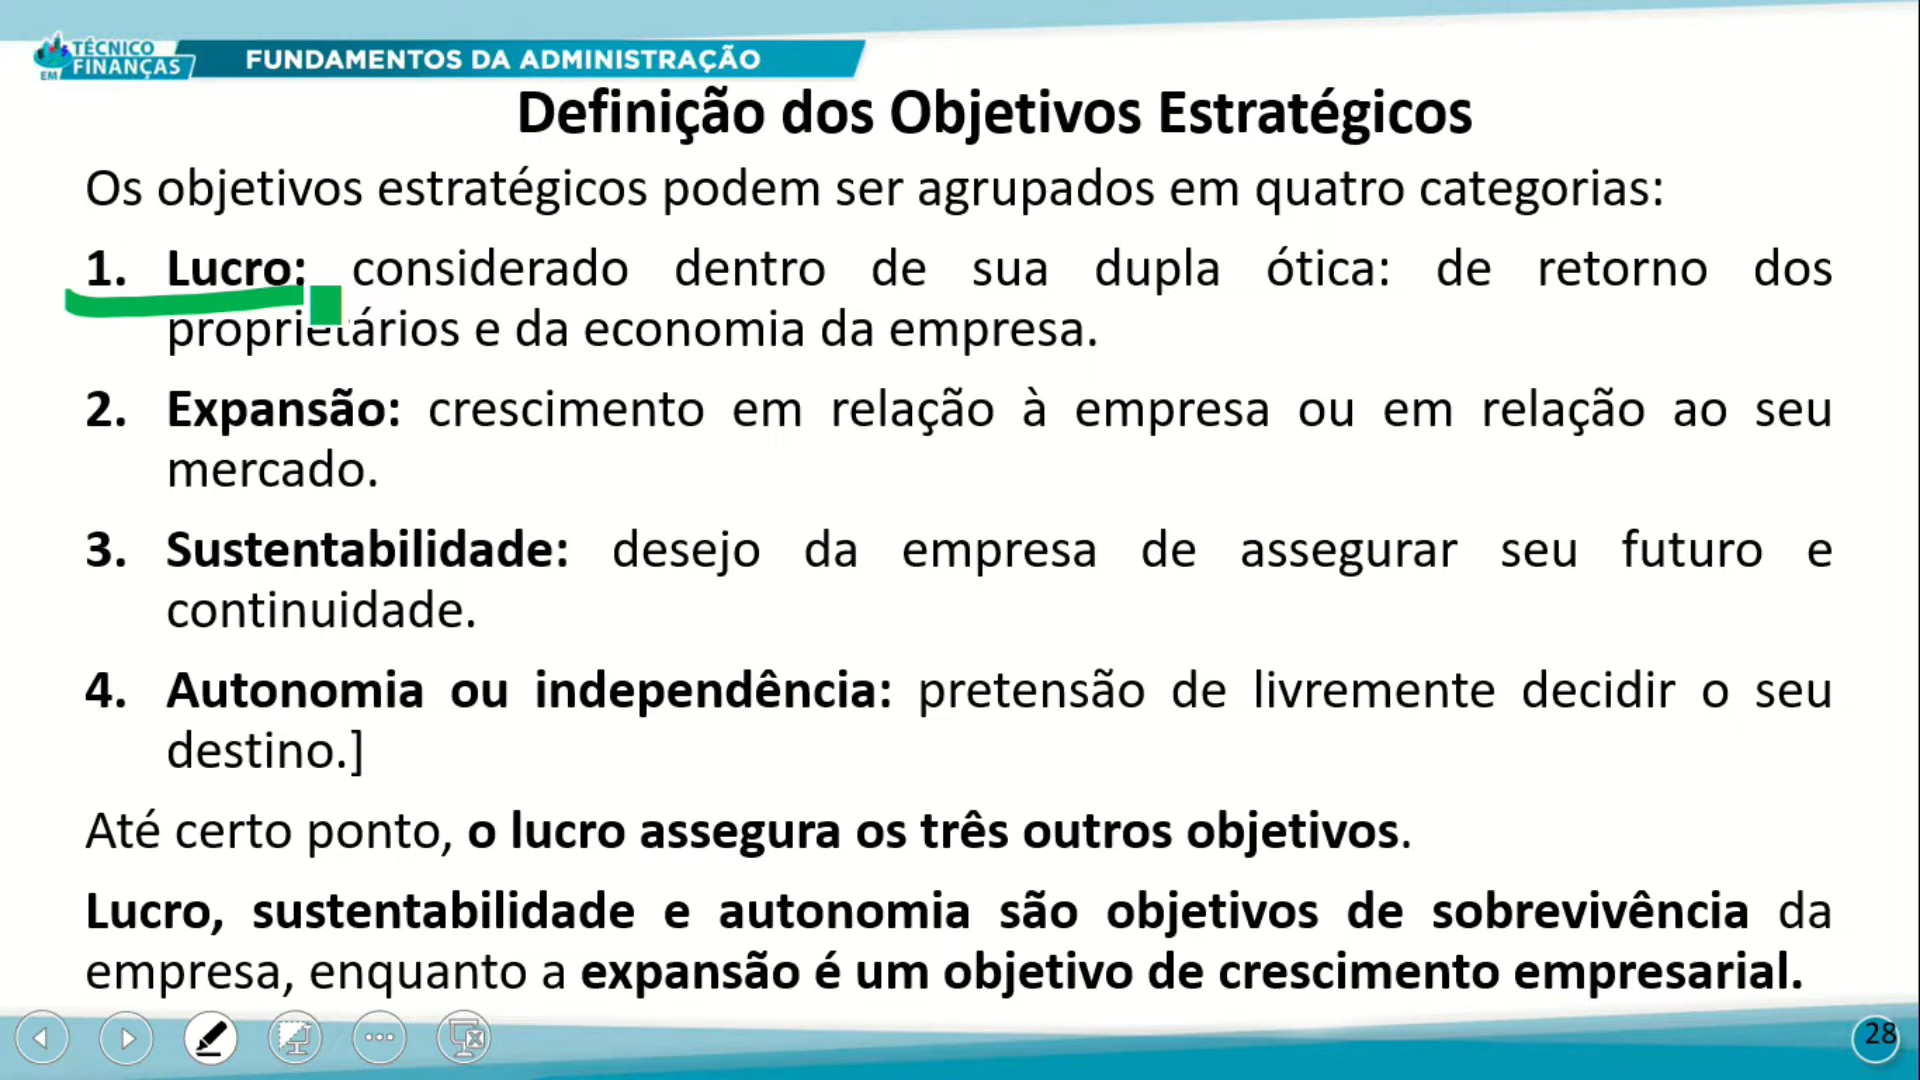 TÉCNICO
EM FINANÇAS
FUNDAMENTOS DA ADMINISTRAÇÃO
Definição dos Objetivos Estratégicos
Os objetivos estratégicos podem ser agrupados em quatro categorias:
1. Lucro: considerado dentro de sua dupla ótica: de retorno dos
proprietários e da economia da empresa.
2. Expansão: crescimento em relação à empresa ou em relação ao seu
mercado.
3. Sustentabilidade: desejo da empresa de assegurar seu futuro e
continuidade.
4. Autonomia ou independência: pretensão de livremente decidir o seu
destino.]
Até certo ponto, o lucro assegura os três outros objetivos.
Lucro, sustentabilidade e autonomia são objetivos de sobrevivência da
empresa, enquanto a expansão é um objetivo de crescimento empresarial.
28